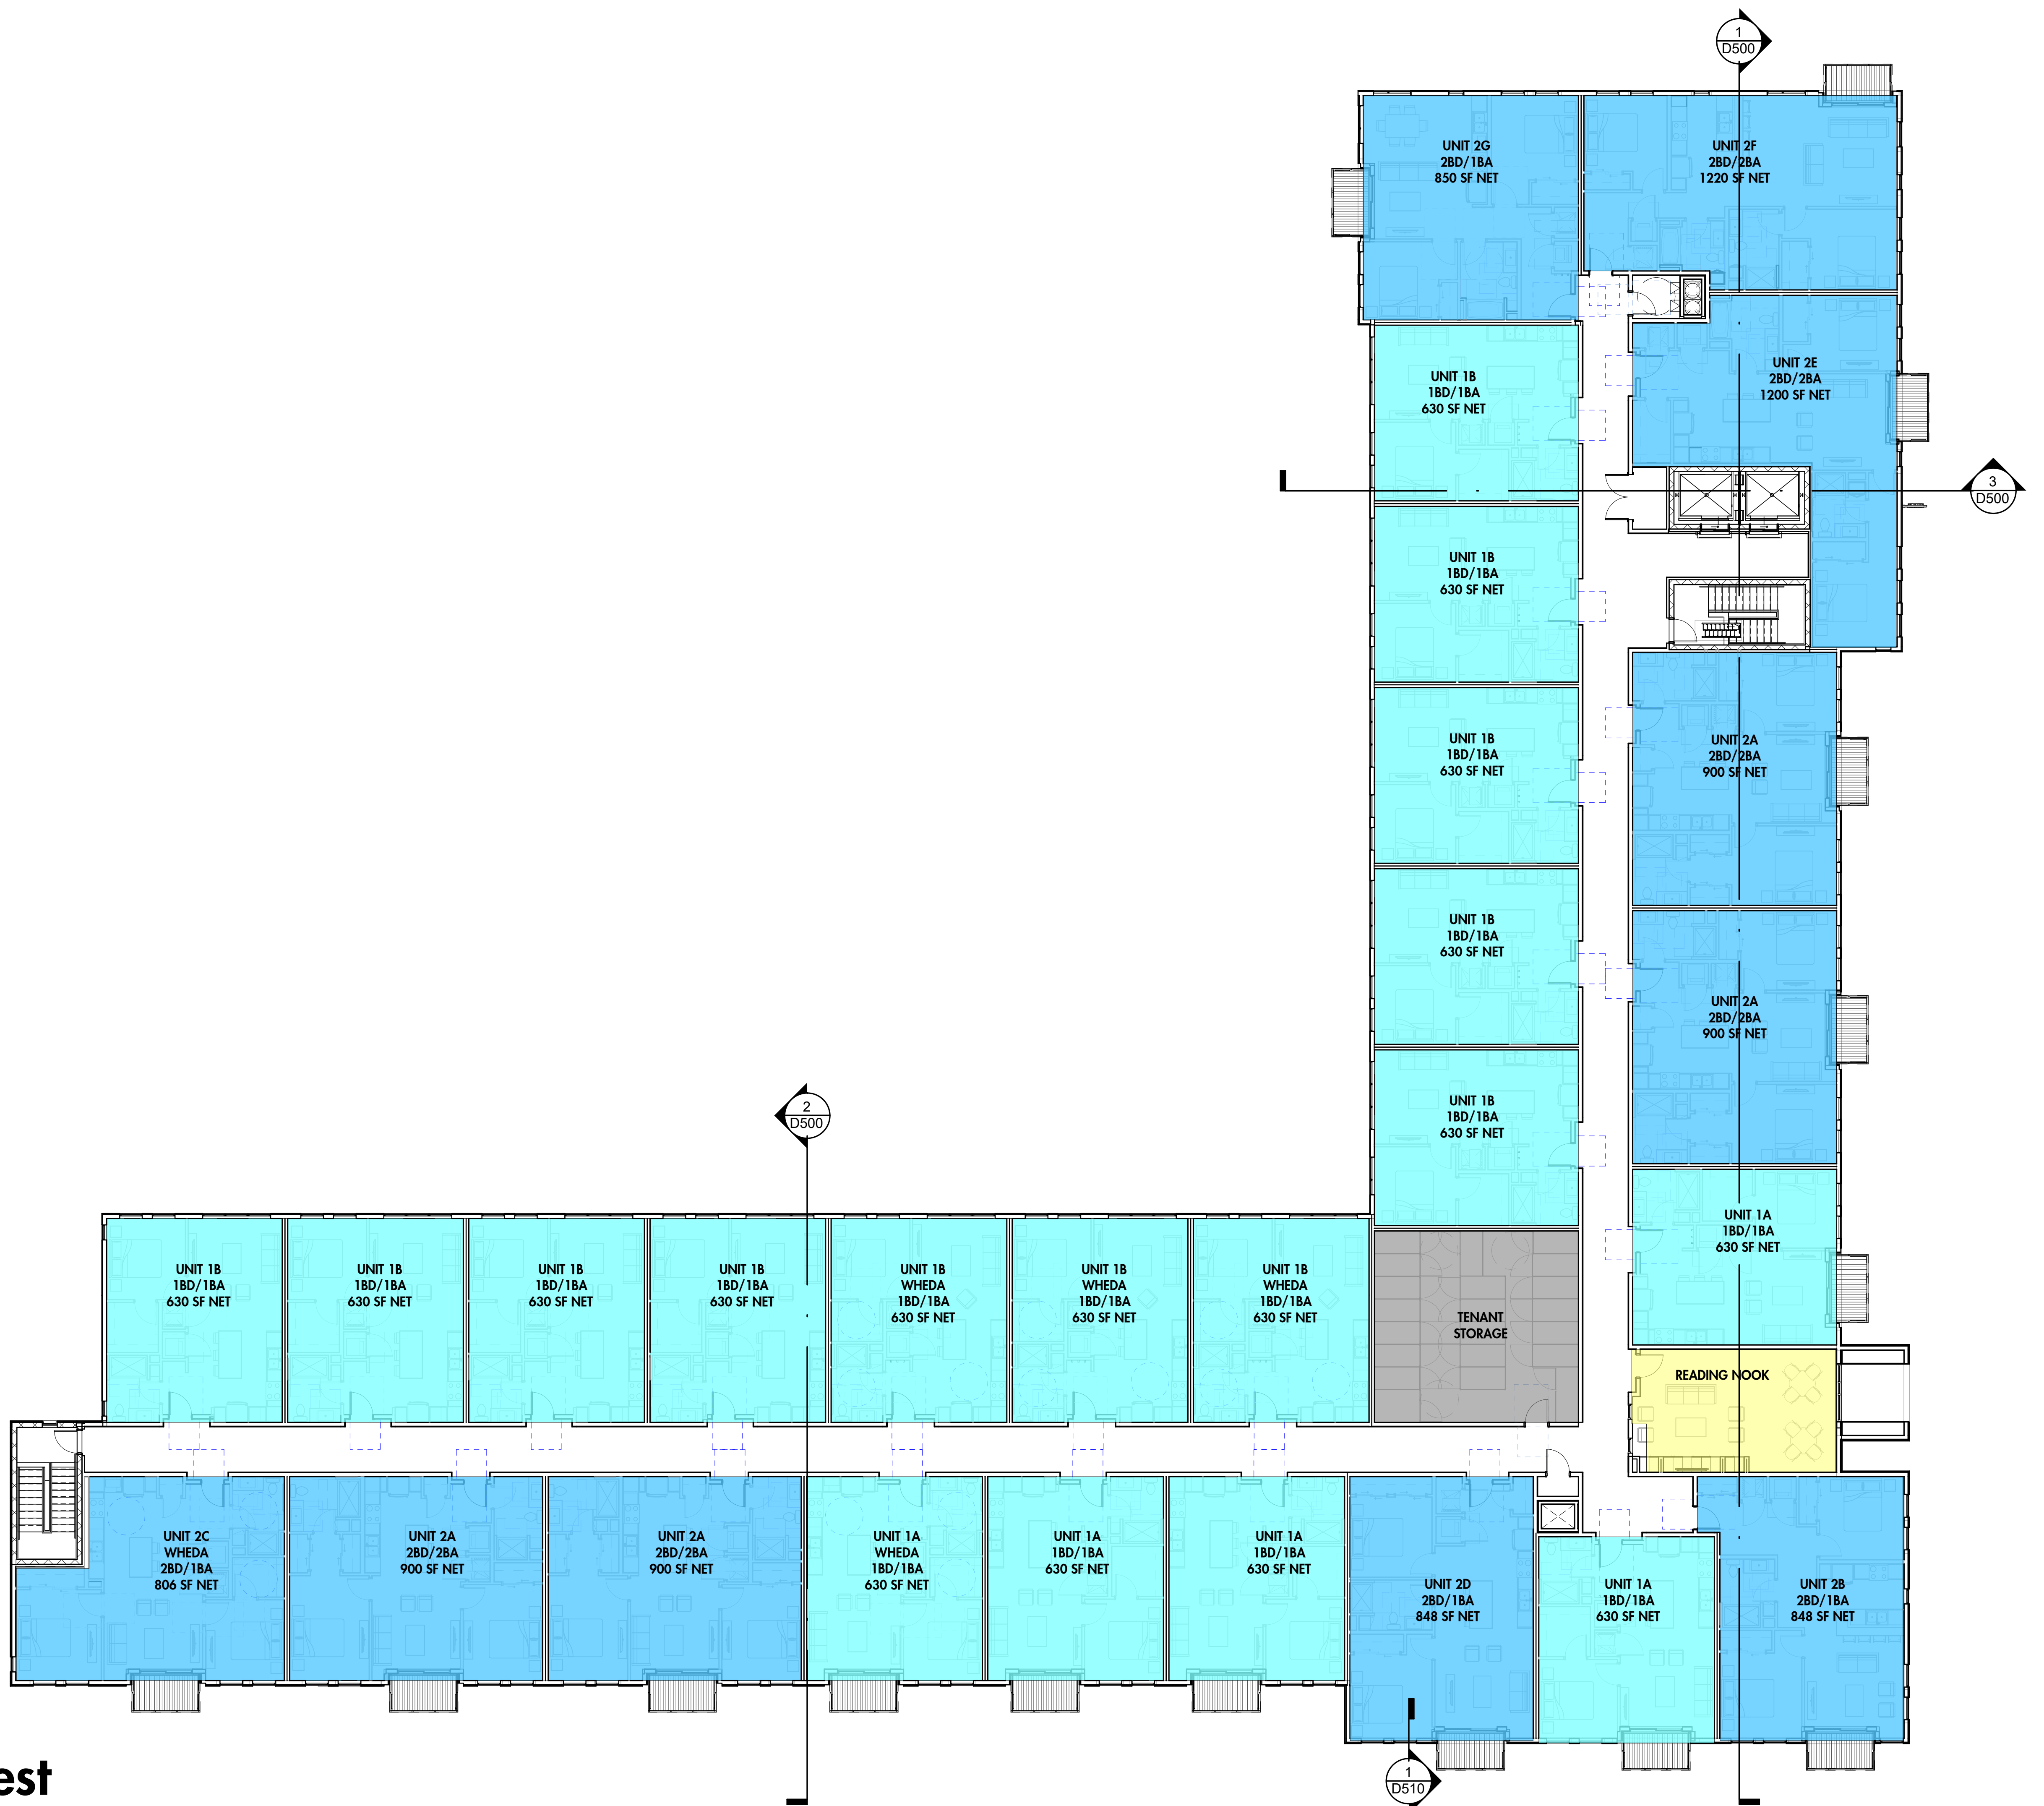 1
D500
UNIT 2G
2BD/1BA
850 SF NET
UNIT 2F
2BD/2BA
1220 SF NET
UNIT 1B
1BD/1BA
630 SF NET
UNIT 2E
2BD/2BA
1200 SF NET
3
D500
UNIT 1B
1BD/1BA
630 SF NET
UNIT 1B
1BD/1BA
630 SF NET
UNIT 2A
2BD/2BA
900 SF NET
UNIT 1B
1BD/1BA
630 SF NET
UNIT 2A
2BD/2BA
900 SF NET
UNIT 1B
1BD/1BA
630 SF NET
2
D500
UNIT 1A
1BD/1BA
630 SF NET
UNIT 1B
1BD/1BA
630 SF NET
UNIT 1B
1BD/1BA
630 SF NET
UNIT 1B
1BD/1BA
630 SF NET
UNIT 1B
1BD/1BA
630 SF NET
UNIT 1B
WHEDA
1BD/1BA
630 SF NET
UNIT 1B
WHEDA
1BD/1BA
630 SF NET
UNIT 1B
WHEDA
1BD/1BA
630 SF NET
TENANT
STORAGE
READING NOOK
UNIT 2C
WHEDA
2BD/1BA
806 SF NET
UNIT 2A
2BD/2BA
900 SF NET
UNIT 2A
2BD/2BA
900 SF NET
UNIT 1A
WHEDA
1BD/1BA
630 SF NET
UNIT 1A
1BD/1BA
630 SF NET
UNIT 1A
1BD/1BA
630 SF NET
UNIT 2D
2BD/1BA
848 SF NET
UNIT 1A
1BD/1BA
630 SF NET
UNIT 2B
2BD/1BA
848 SF NET
1
D510
est